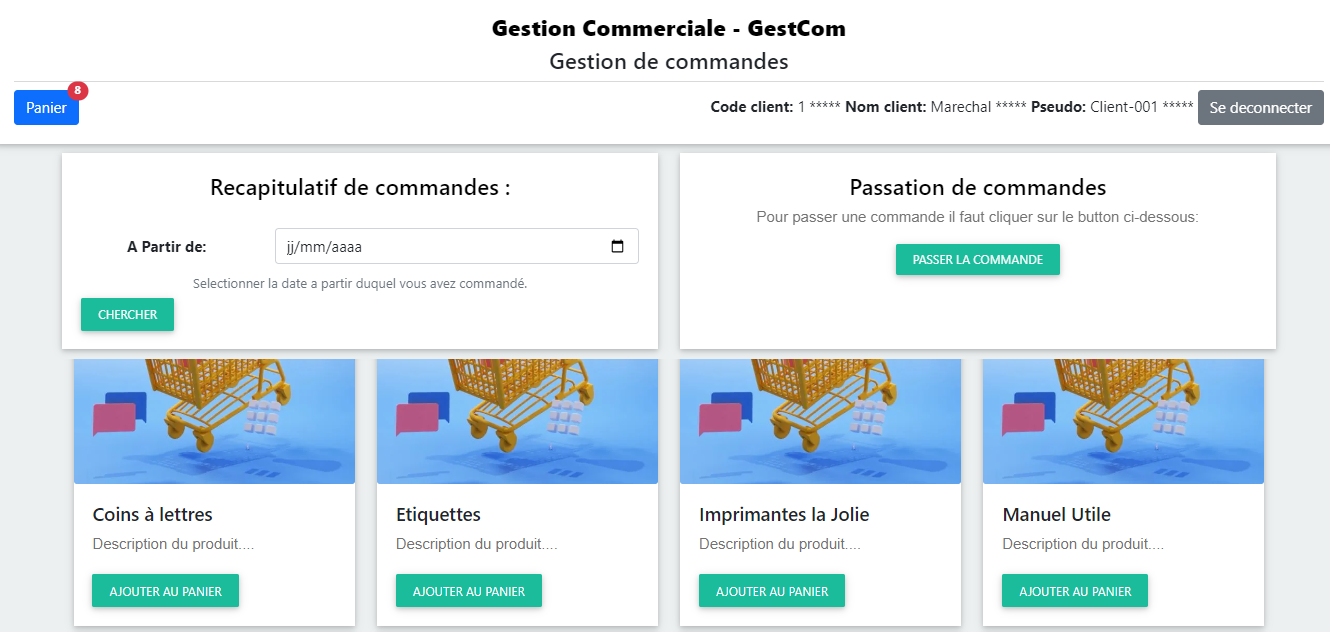 Gestion Commerciale - GestCom
Gestion de commandes
Panier 8
Code client: 1 ***** Nom client: Marechal ***** Pseudo: Client-001 ***** Se deconnecter
Recapitulatif de commandes :
A Partir de: jj/mm/aaaa
Selectionner la date a partir duquel vous avez commandé.
CHERCHER
Passation de commandes
Pour passer une commande il faut cliquer sur le button ci-dessous:
PASSER LA COMMANDE
Coins à lettres
Description du produit....
AJOUTER AU PANIER
Etiquettes
Description du produit....
AJOUTER AU PANIER
Imprimantes la Jolie
Description du produit....
AJOUTER AU PANIER
Manuel Utile
Description du produit....
AJOUTER AU PANIER